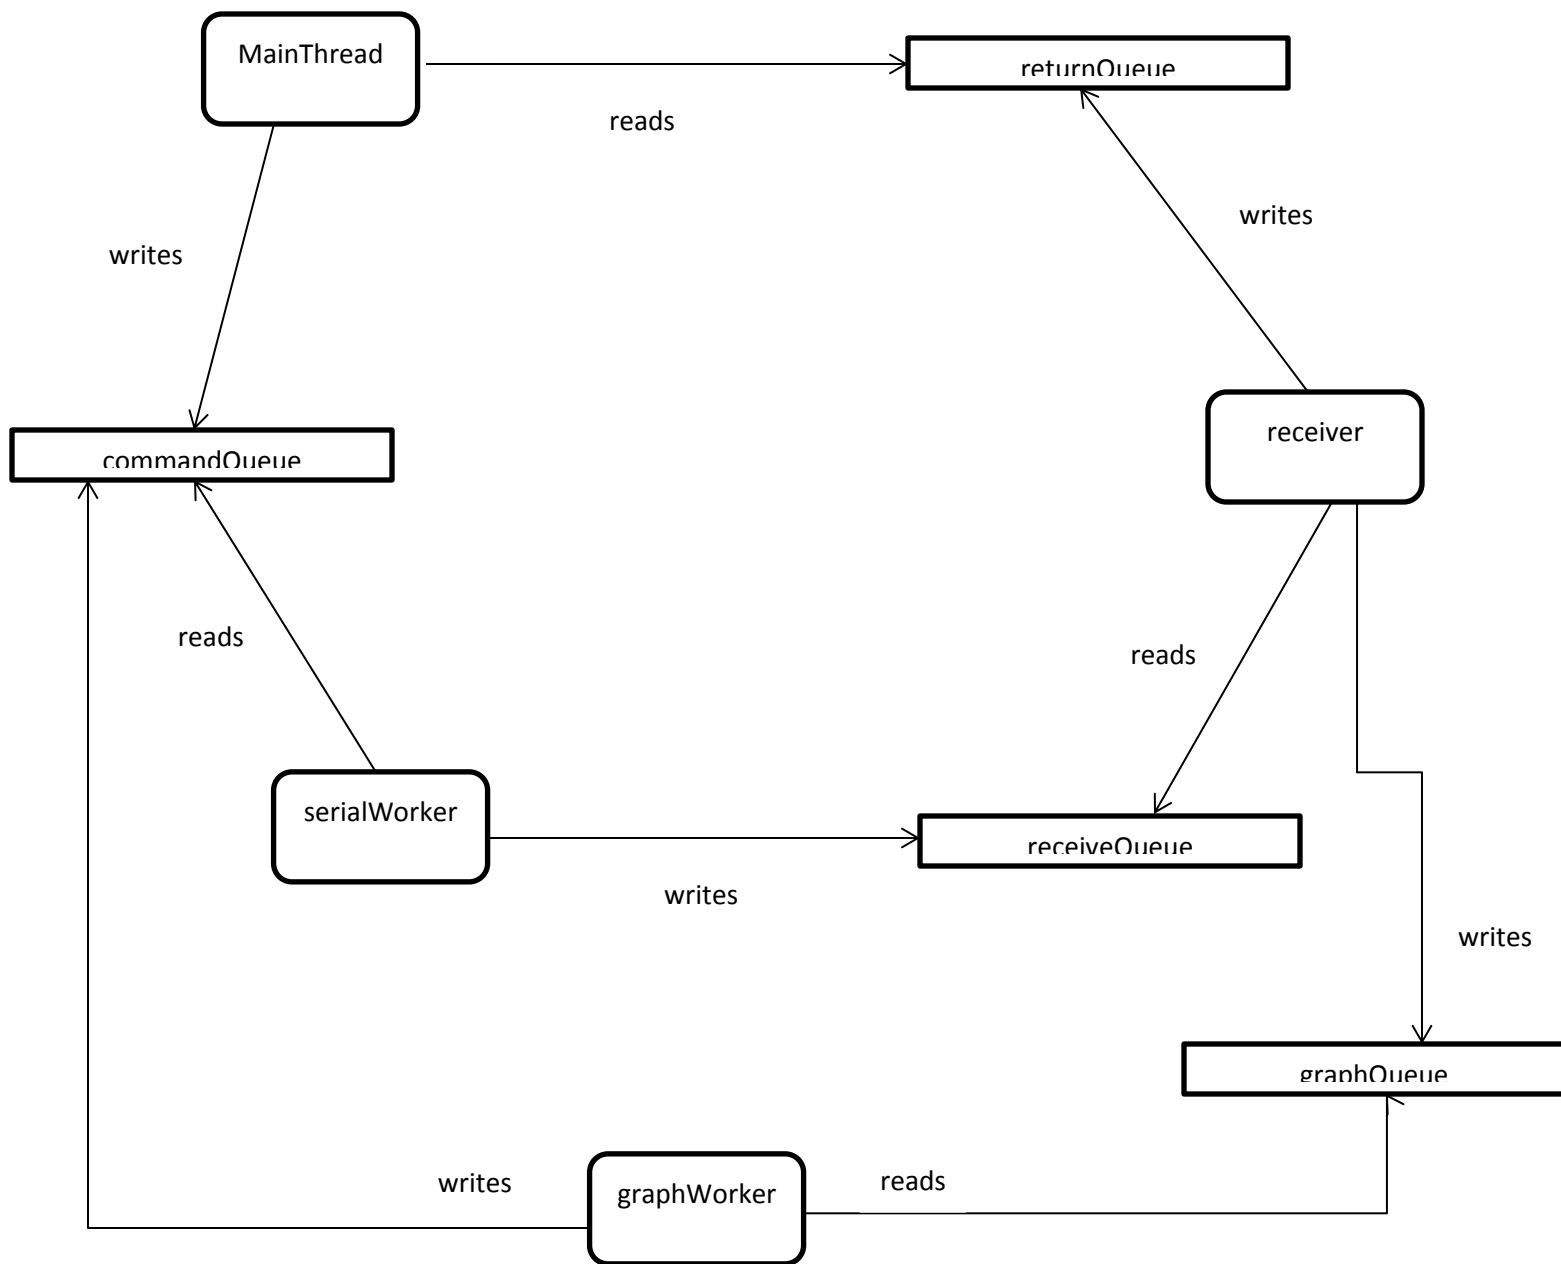 MainThread
returnQueue
reads
writes
writes
receiver
commandQueue
reads
reads
serialWorker
receiveQueue
writes
writes
graphQueue
writes
graphWorker
reads